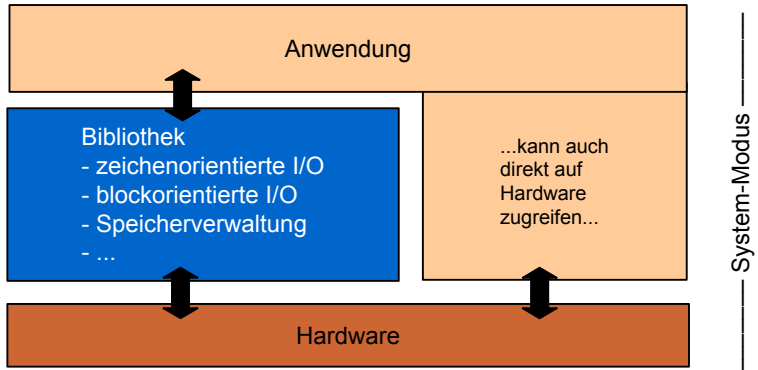 Anwendung
Bibliothek
- zeichenorientierte I/O
- blockorientierte I/O
- Speicherverwaltung
- ...
...kann auch
direkt auf
Hardware
zugreifen...
Hardware
System-Modus